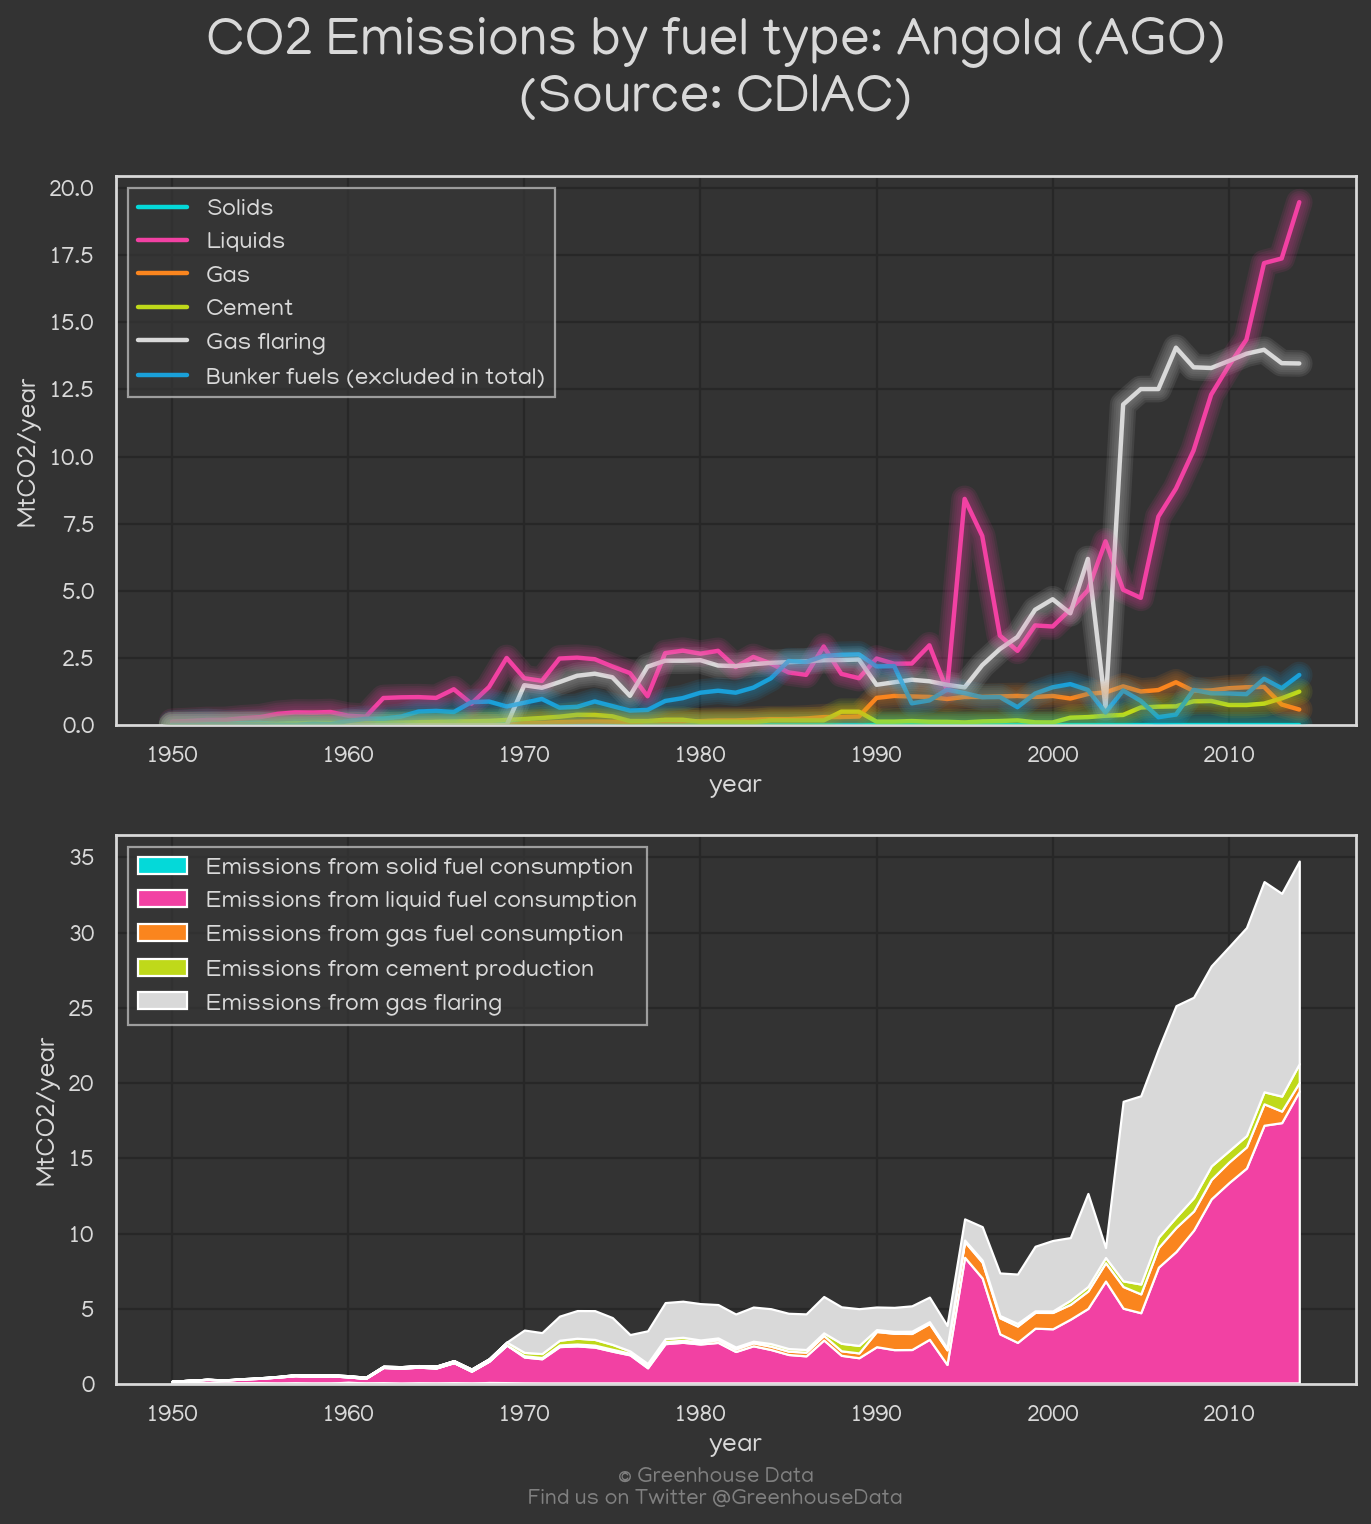 CO2 Emissions by fuel type: Angola (AGO)
(Source: CDIAC)
20.0
17.5
15.0
12.5
10.0
7.5
5.0
2.5
0.0
MtCO2/year
Solids
Liquids
Gas
Cement
Gas flaring
Bunker fuels (excluded in total)
1950 1960 1970 1980 1990 2000 2010
year
35
30
25
20
15
10
5
0
MtCO2/year
Emissions from solid fuel consumption
Emissions from liquid fuel consumption
Emissions from gas fuel consumption
Emissions from cement production
Emissions from gas flaring
1950 1960 1970 1980 1990 2000 2010
year
© Greenhouse Data
Find us on Twitter @GreenhouseData